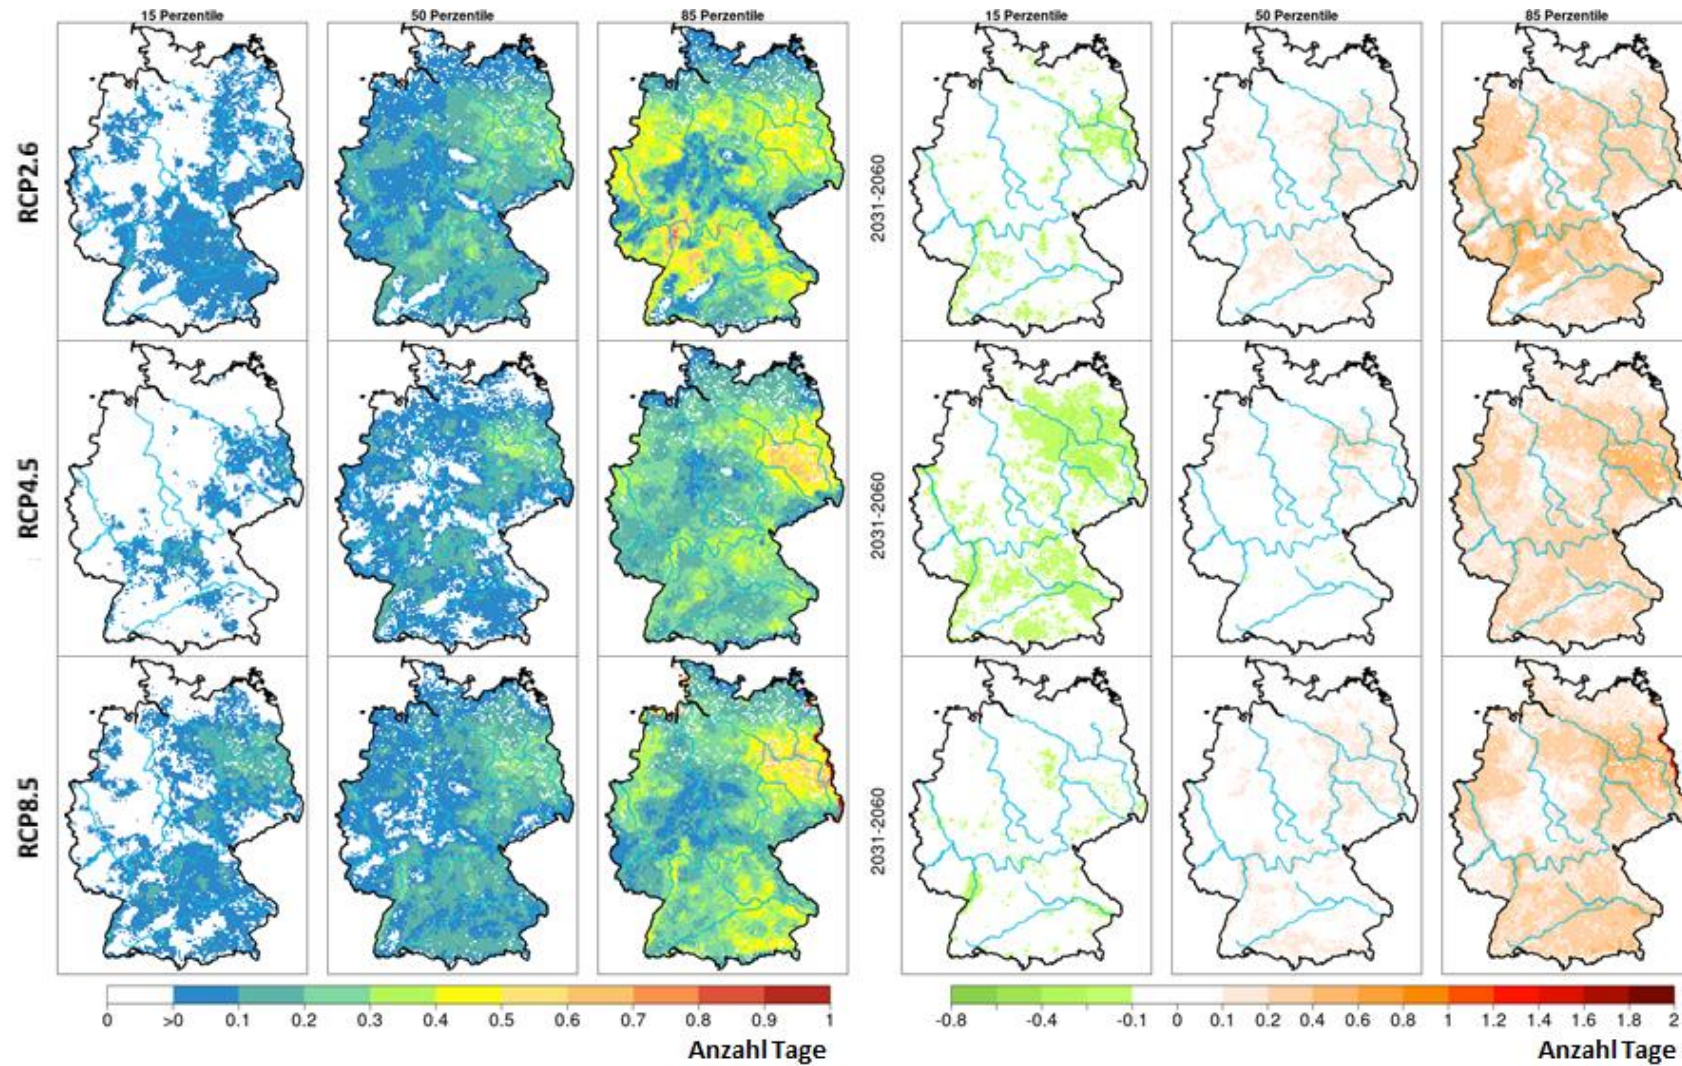 15 Perzentile 50 Perzentile 85 Perzentile 15 Perzentile 50 Perzentile 85 Perzentile
RCP2.6
2031-2060
RCP4.5
2031-2060
RCP8.5
2031-2060
0 >0 0.1 0.2 0.3 0.4 0.5 0.6 0.7 0.8 0.9 1
-0.8 -0.4 -0.1 0 0.1 0.2 0.4 0.6 0.8 1 1.2 1.4 1.6 1.8 2
Anzahl Tage Anzahl Tage